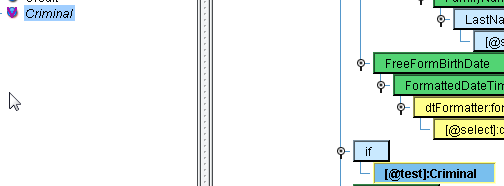 Criminal
LastNa
[@s
FreeFormBirthDate
FormattedDateTim
dtFormatter:for
[@select]:c
if
[@test]:Criminal